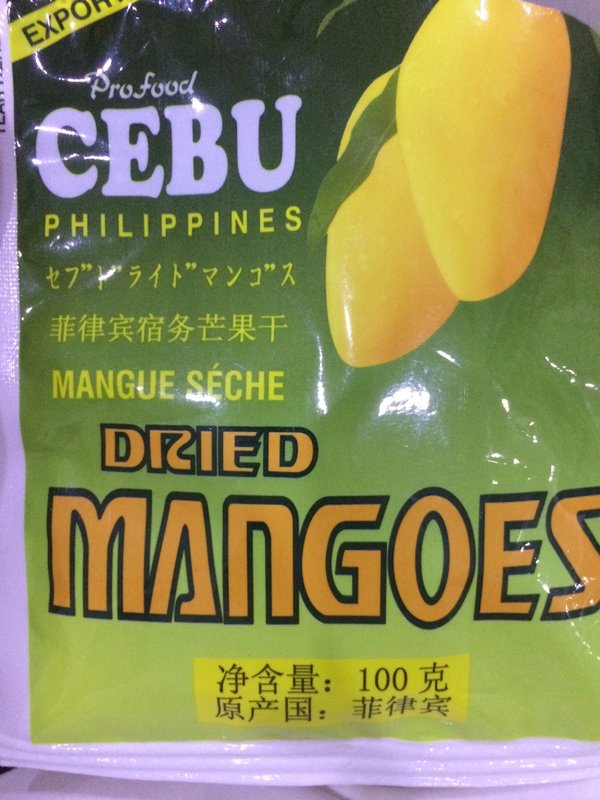 EXPORT
Profood
CEBU
PHILIPPINES
セブ゛ド゛ライト゛マンゴ゛ス
菲律宾宿务芒果干
MANGUE SÉCHE
DRIED
MANGOES
净含量：100克
原产国：菲律宾